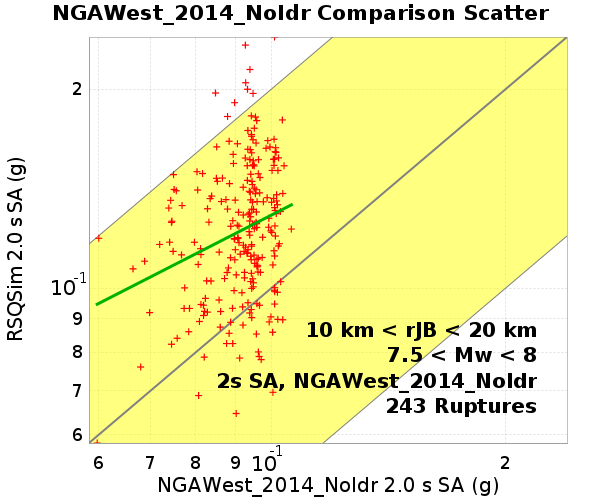 NGAWest_2014_NoIdr Comparison Scatter
RSQSim 2.0 s SA (g)
2
10-1
9
8
7
6
10 km < rJB < 20 km
7.5 < Mw < 8
2s SA, NGAWest_2014_NoIdr
243 Ruptures
6 7 8 9 10-1 2
NGAWest_2014_NoIdr 2.0 s SA (g)